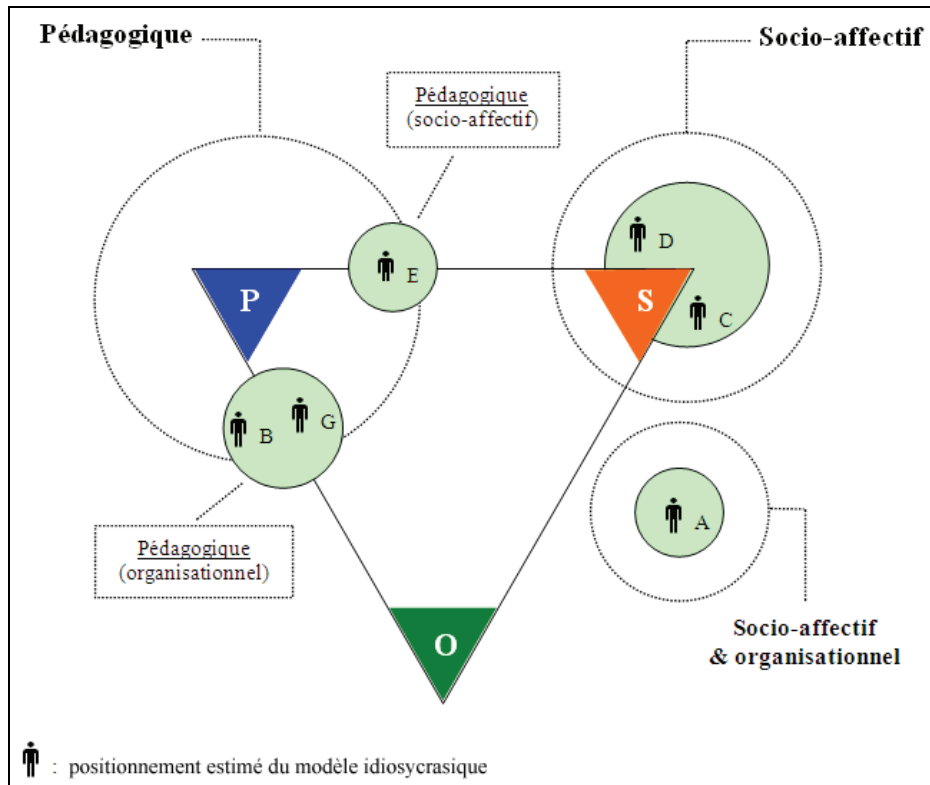 Pédagogique
Socio-affectif
Pédagogique
(socio-affectif)
D
E
P
S
C
B
G
A
Pédagogique
(organisationnel)
O
Socio-affectif
& organisationnel
: positionnement estimé du modèle idiosycrasique